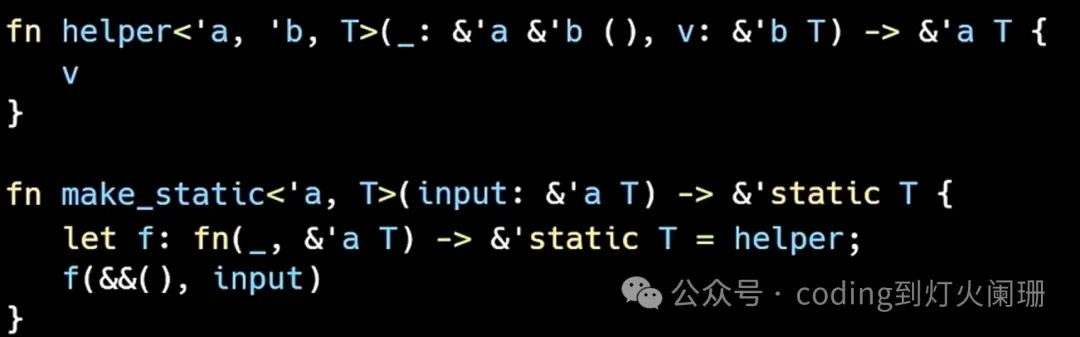 fn helper<'a, 'b, T>(_: &'a &'b (), v: &'b T) -> &'a T {
    v
}

fn make_static<'a, T>(input: &'a T) -> &'static T {
    let f: fn(_, &'a T) -> &'static T = helper;
    f(&&(), input)
}
公众号 · coding到灯火阑珊